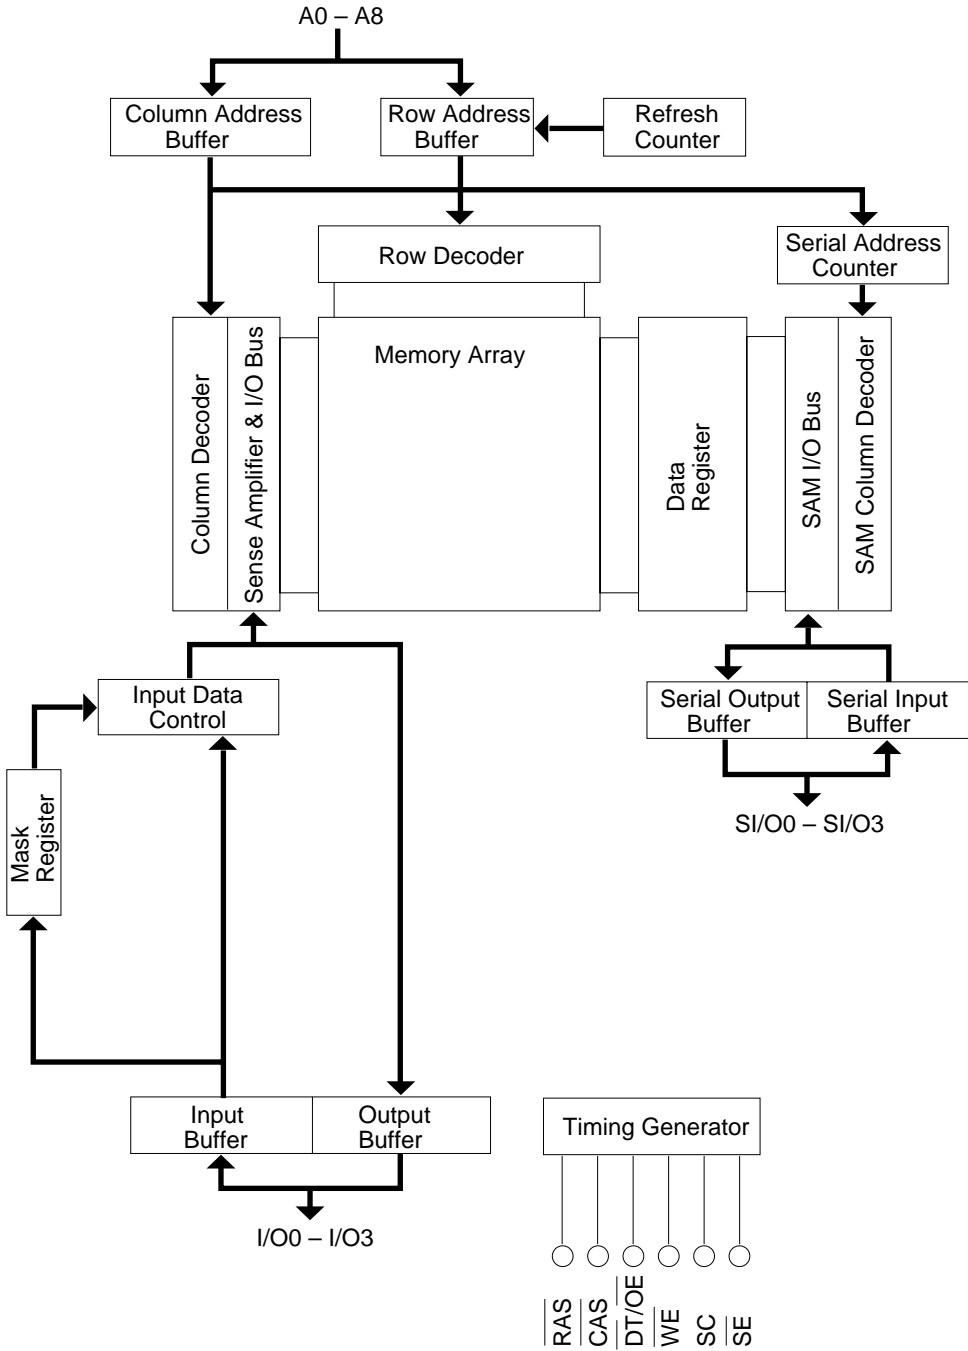 A0 – A8
Column Address
Buffer
Row Address
Buffer
Refresh
Counter
Row Decoder
Serial Address
Counter
Column Decoder
Sense Amplifier & I/O Bus
Memory Array
Data
Register
SAM I/O Bus
SAM Column Decoder
Input Data
Control
Serial Output
Buffer
Serial Input
Buffer
Mask
Register
SI/O0 – SI/O3
Input
Buffer
Output
Buffer
Timing Generator
I/O0 – I/O3
RAS
CAS
DT/OE
WE
SC
SE